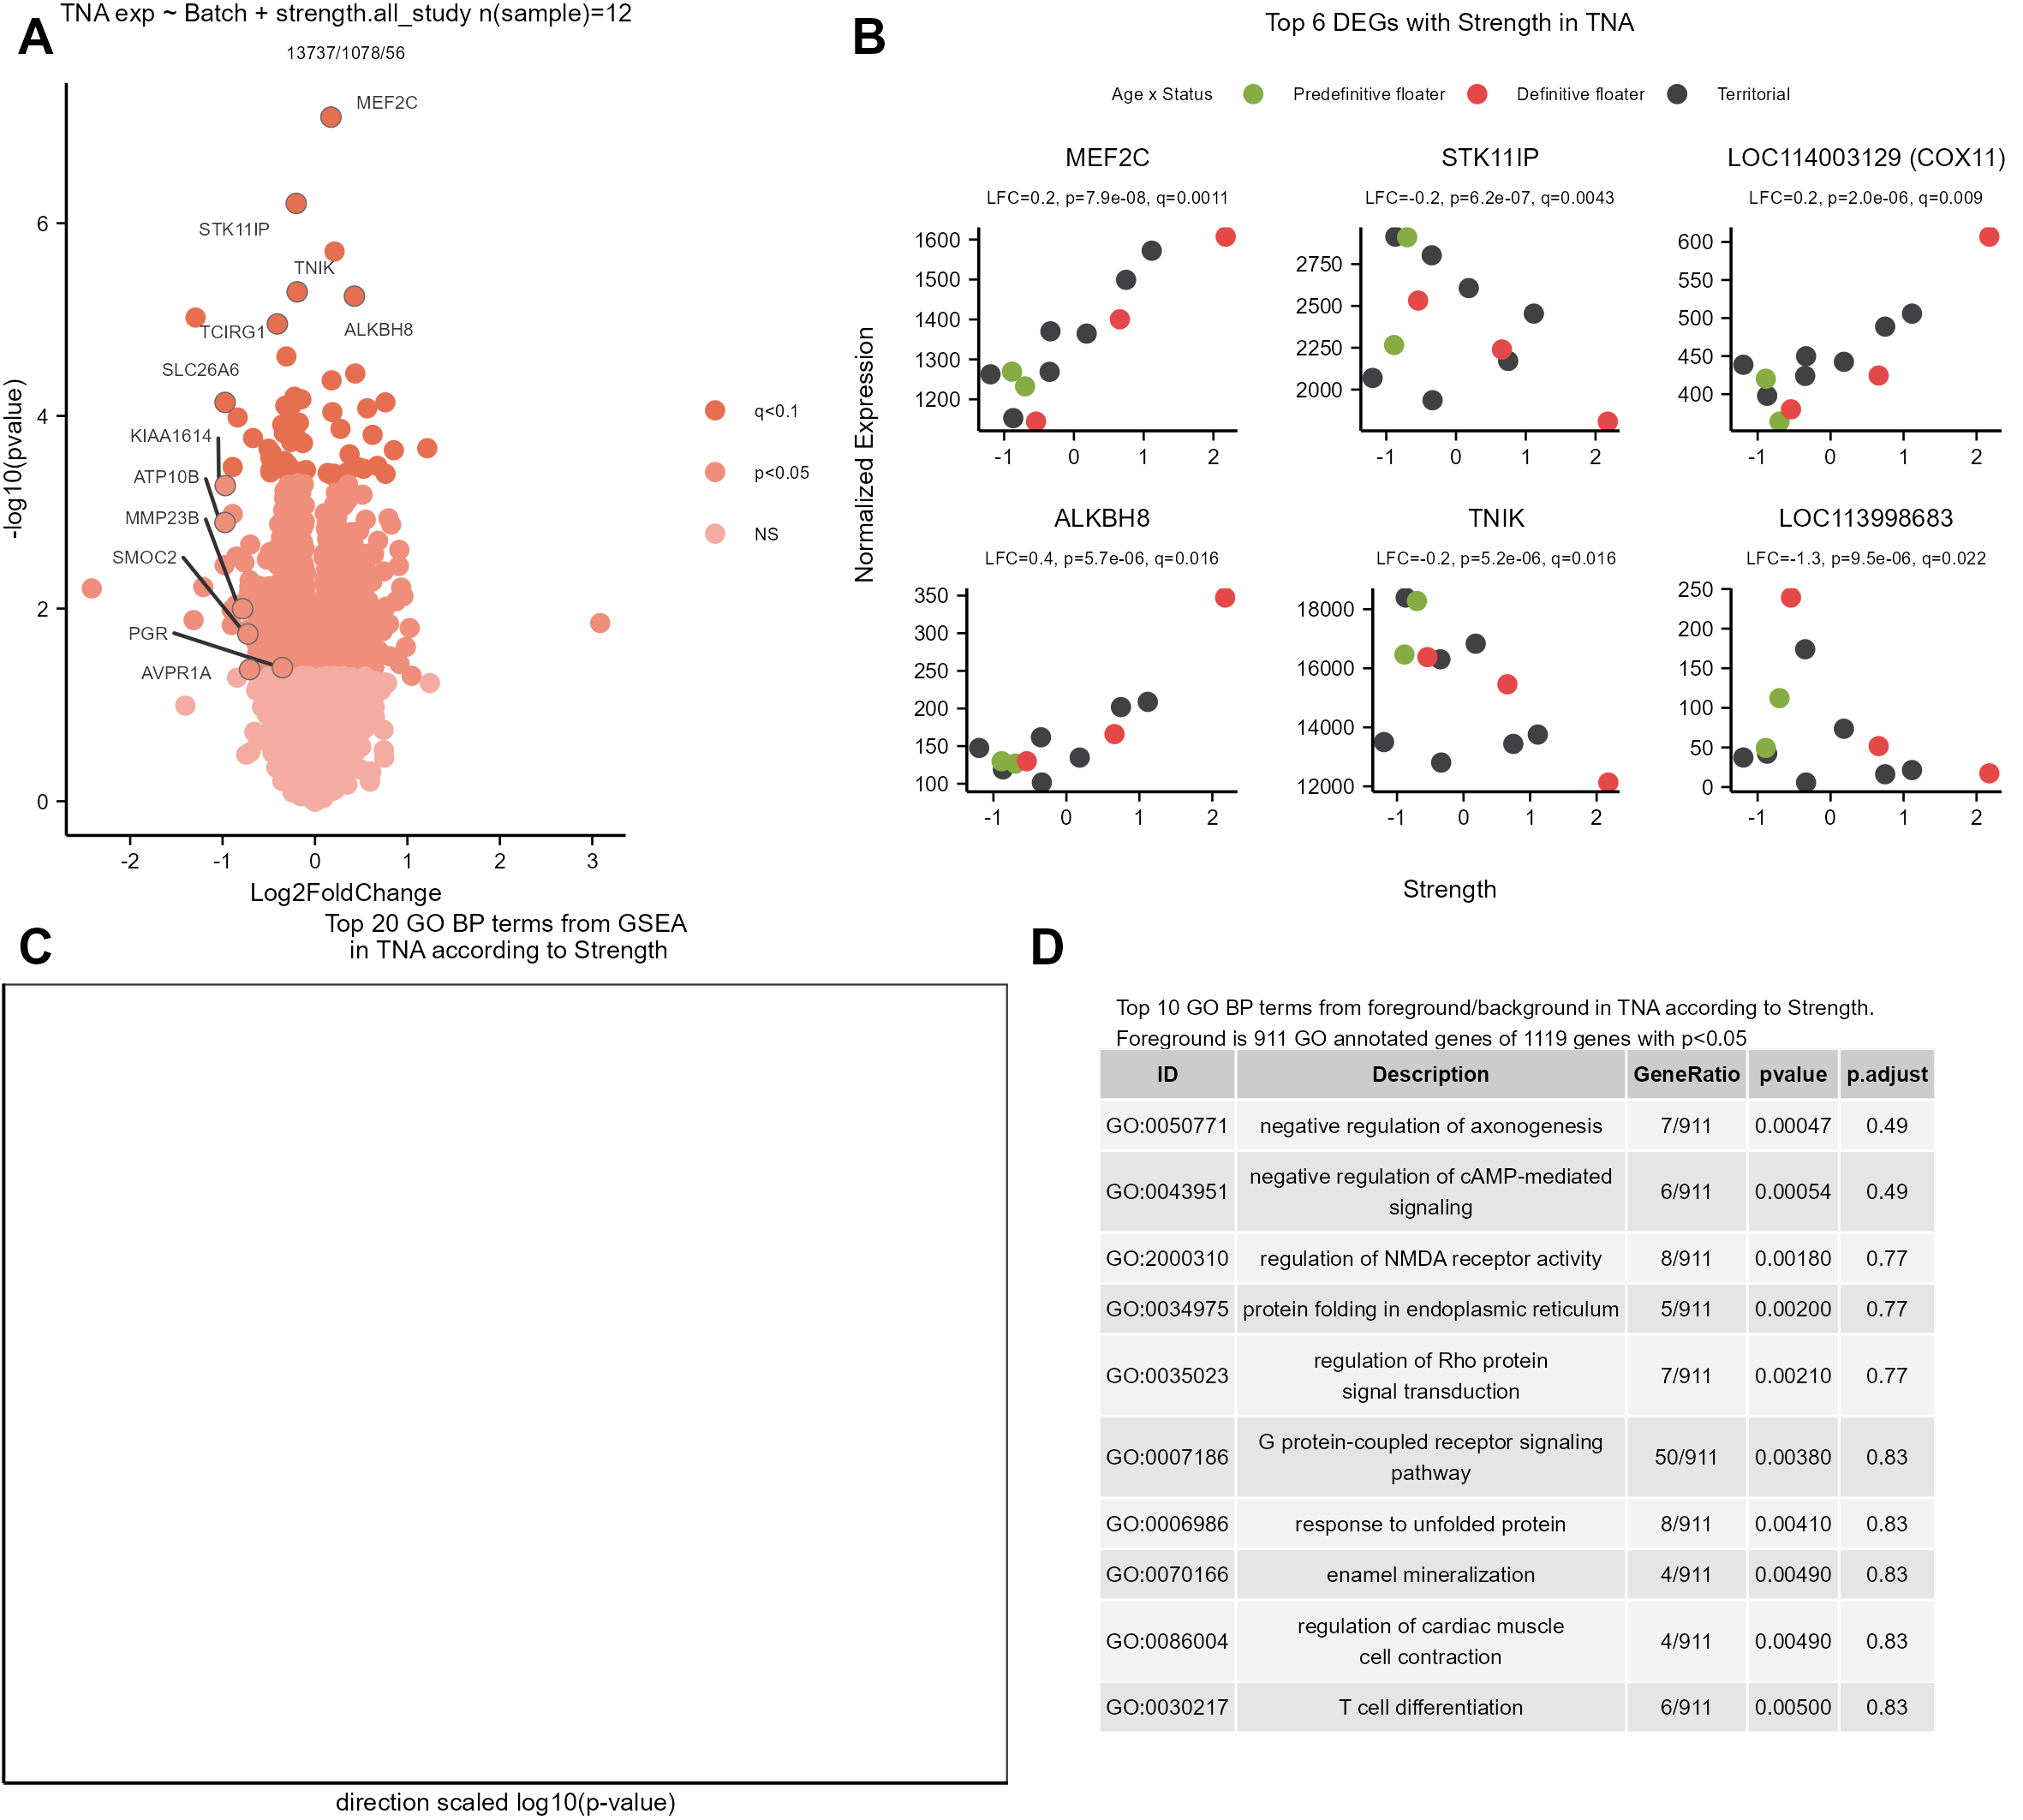 A
TNA exp ~ Batch + strength.all_study n(sample)=12
13737/1078/56
-log10(pvalue)
6
4
2
0
MEF2C
STK11IP
TNIK
TCIRG1
ALKBH8
SLC26A6
KIAA1614
ATP10B
MMP23B
SMOC2
PGR
AVPR1A
-2
-1
0
1
2
3
Log2FoldChange
q<0.1
p<0.05
NS
B
Top 6 DEGs with Strength in TNA
Age x Status
Predefinitive floater
Definitive floater
Territorial
Normalized Expression
MEF2C
LFC=0.2, p=7.9e-08, q=0.0011
1600
1500
1400
1300
1200
-1
0
1
2
STK11IP
LFC=-0.2, p=6.2e-07, q=0.0043
2750
2500
2250
2000
-1
0
1
2
LOC114003129 (COX11)
LFC=0.2, p=2.0e-06, q=0.009
600
550
500
450
400
-1
0
1
2
ALKBH8
LFC=0.4, p=5.7e-06, q=0.016
350
300
250
200
150
100
-1
0
1
2
TNIK
LFC=-0.2, p=5.2e-06, q=0.016
18000
16000
14000
12000
-1
0
1
2
LOC113998683
LFC=-1.3, p=9.5e-06, q=0.022
250
200
150
100
50
0
-1
0
1
2
Strength
C
Top 20 GO BP terms from GSEA
in TNA according to Strength
direction scaled log10(p-value)
D
Top 10 GO BP terms from foreground/background in TNA according to Strength.
Foreground is 911 GO annotated genes of 1119 genes with p<0.05
ID Description GeneRatio pvalue p.adjust
GO:0050771 negative regulation of axonogenesis 7/911 0.00047 0.49
GO:0043951 negative regulation of cAMP-mediated
signaling 6/911 0.00054 0.49
GO:2000310 regulation of NMDA receptor activity 8/911 0.00180 0.77
GO:0034975 protein folding in endoplasmic reticulum 5/911 0.00200 0.77
GO:0035023 regulation of Rho protein
signal transduction 7/911 0.00210 0.77
GO:0007186 G protein-coupled receptor signaling
pathway 50/911 0.00380 0.83
GO:0006986 response to unfolded protein 8/911 0.00410 0.83
GO:0070166 enamel mineralization 4/911 0.00490 0.83
GO:0086004 regulation of cardiac muscle
cell contraction 4/911 0.00490 0.83
GO:0030217 T cell differentiation 6/911 0.00500 0.83